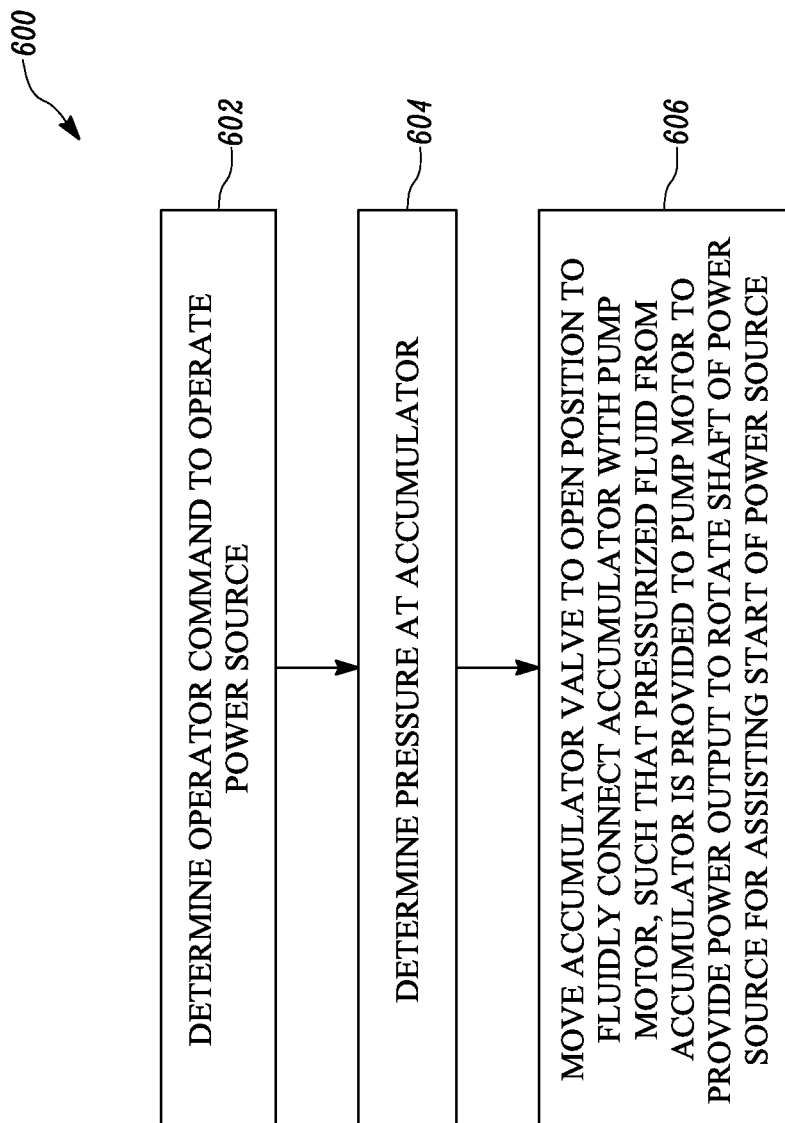 600
602
DETERMINE OPERATOR COMMAND TO OPERATE
POWER SOURCE
604
DETERMINE PRESSURE AT ACCUMULATOR
606
MOVE ACCUMULATOR VALVE TO OPEN POSITION TO
FLUIDLY CONNECT ACCUMULATOR WITH PUMP
MOTOR, SUCH THAT PRESSURIZED FLUID FROM
ACCUMULATOR IS PROVIDED TO PUMP MOTOR TO
PROVIDE POWER OUTPUT TO ROTATE SHAFT OF POWER
SOURCE FOR ASSISTING START OF POWER SOURCE